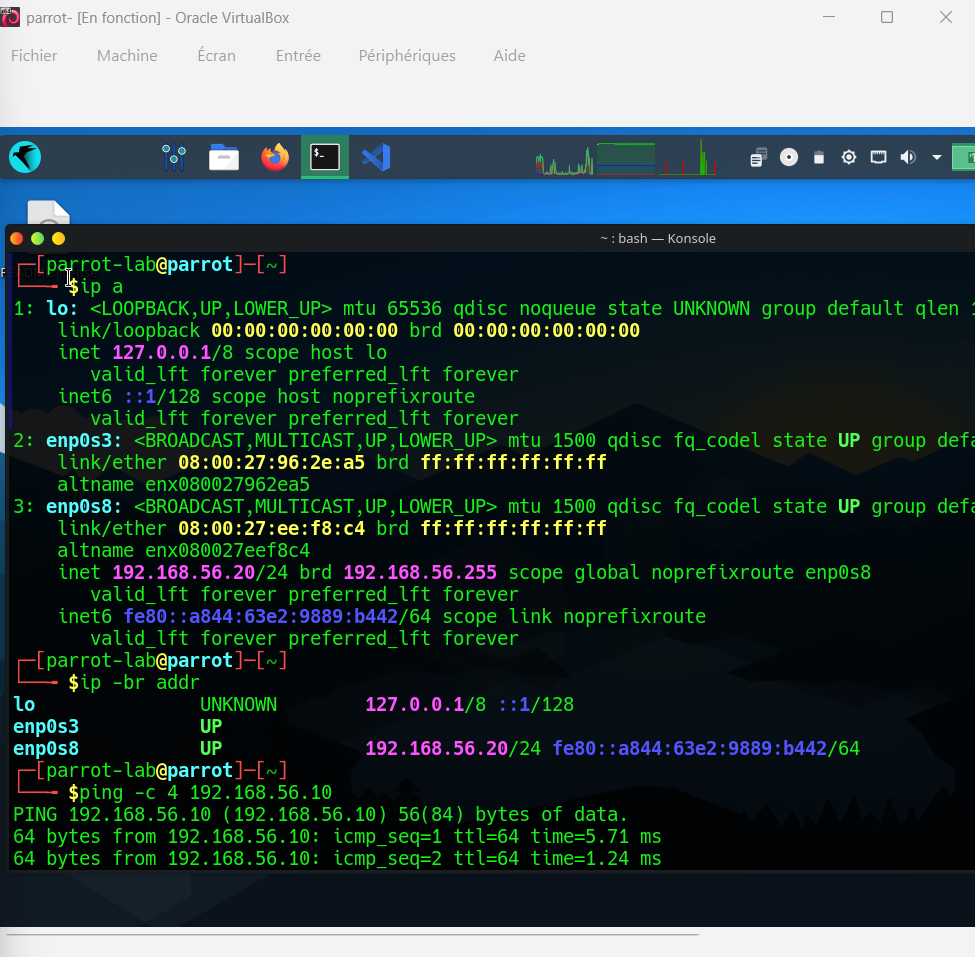 parrot- [En fonction] - Oracle VirtualBox
Fichier Machine Écran Entrée Périphériques Aide
~ : bash — Konsole
┌─[parrot-lab@parrot]─[~]
└──╼ $ip a
1: lo: <LOOPBACK,UP,LOWER_UP> mtu 65536 qdisc noqueue state UNKNOWN group default qlen 1
link/loopback 00:00:00:00:00:00 brd 00:00:00:00:00:00
inet 127.0.0.1/8 scope host lo
valid_lft forever preferred_lft forever
inet6 ::1/128 scope host noprefixroute
valid_lft forever preferred_lft forever
2: enp0s3: <BROADCAST,MULTICAST,UP,LOWER_UP> mtu 1500 qdisc fq_codel state UP group defa
link/ether 08:00:27:96:2e:a5 brd ff:ff:ff:ff:ff:ff
altname enx080027962ea5
3: enp0s8: <BROADCAST,MULTICAST,UP,LOWER_UP> mtu 1500 qdisc fq_codel state UP group defa
link/ether 08:00:27:ee:f8:c4 brd ff:ff:ff:ff:ff:ff
altname enx080027eef8c4
inet 192.168.56.20/24 brd 192.168.56.255 scope global noprefixroute enp0s8
valid_lft forever preferred_lft forever
inet6 fe80::a844:63e2:9889:b442/64 scope link noprefixroute
valid_lft forever preferred_lft forever
┌─[parrot-lab@parrot]─[~]
└──╼ $ip -br addr
lo UNKNOWN 127.0.0.1/8 ::1/128
enp0s3 UP
enp0s8 UP 192.168.56.20/24 fe80::a844:63e2:9889:b442/64
┌─[parrot-lab@parrot]─[~]
└──╼ $ping -c 4 192.168.56.10
PING 192.168.56.10 (192.168.56.10) 56(84) bytes of data.
64 bytes from 192.168.56.10: icmp_seq=1 ttl=64 time=5.71 ms
64 bytes from 192.168.56.10: icmp_seq=2 ttl=64 time=1.24 ms